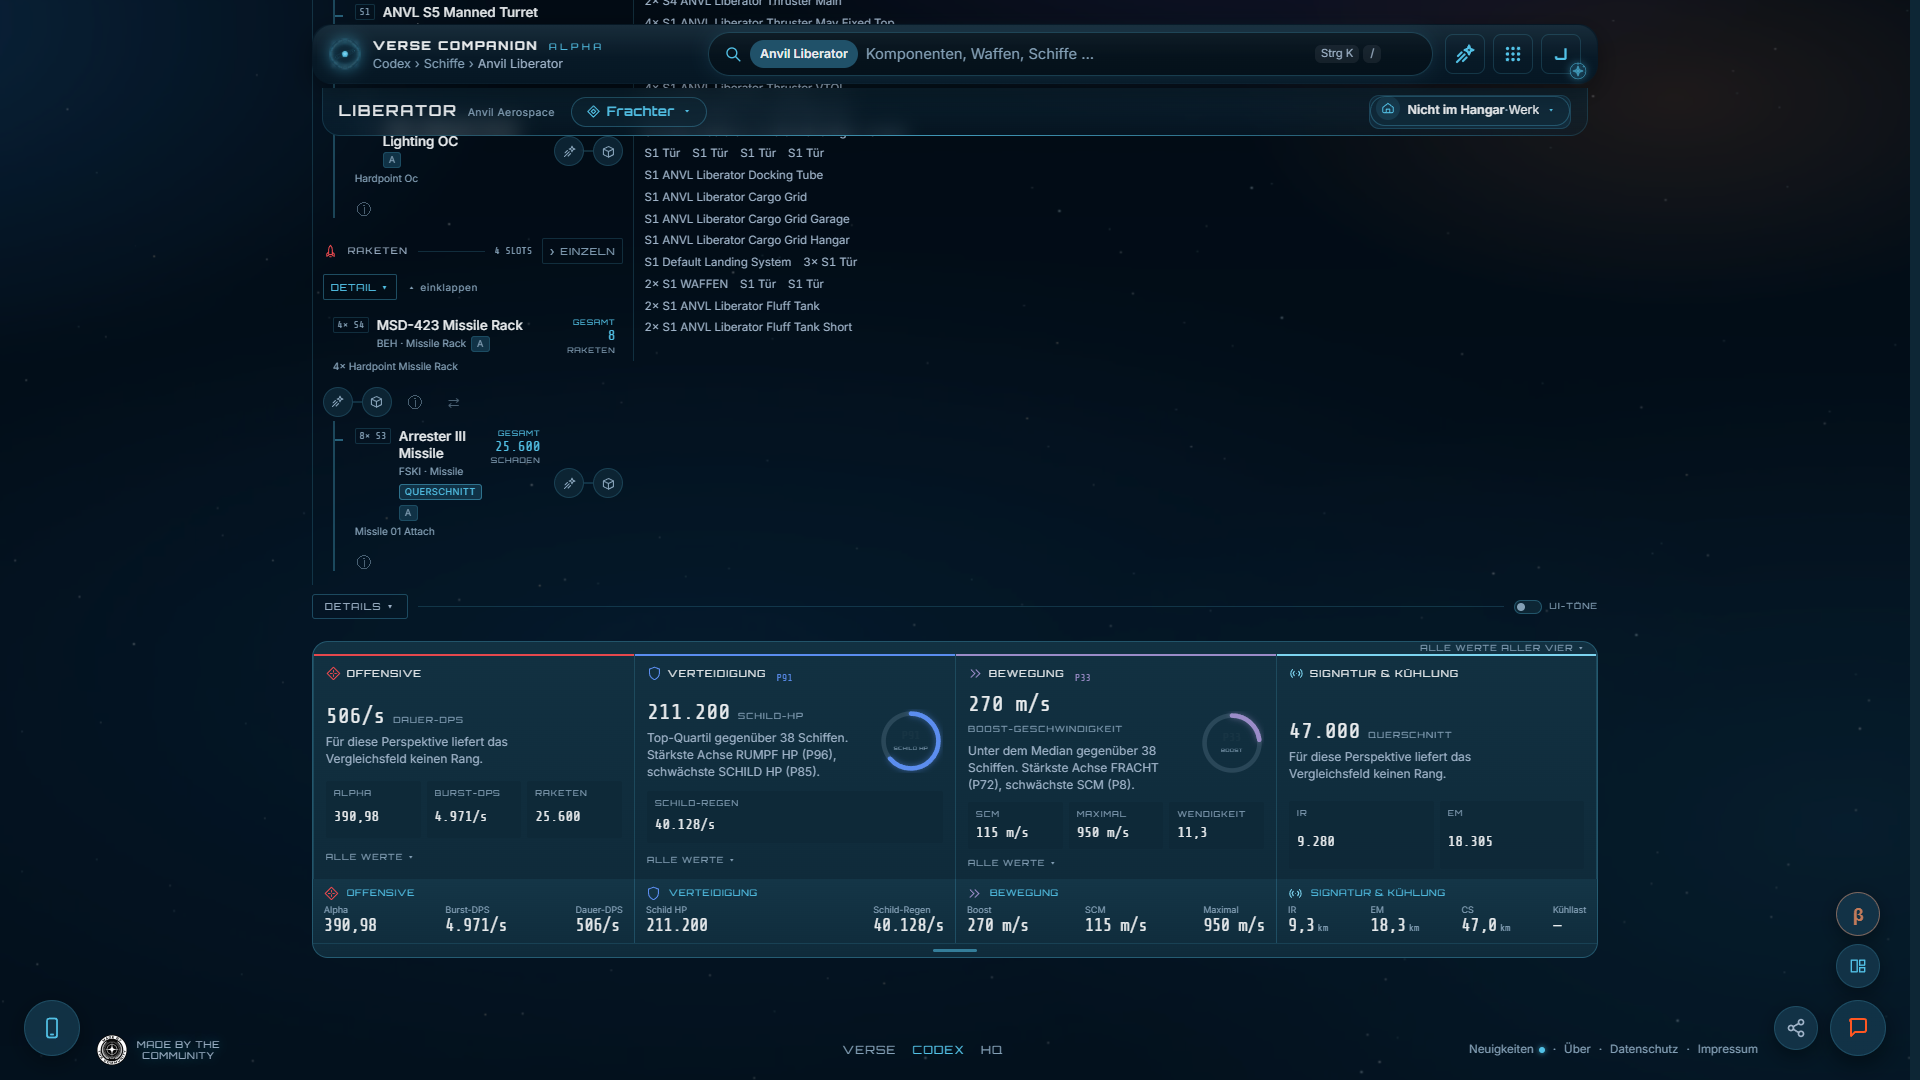 S1 ANVL S5 Manned Turret
4× S1 ANVL Liberator Thruster Mav Fixed Top
VERSE COMPANION ALPHA
Codex › Schiffe › Anvil Liberator
Anvil Liberator Komponenten, Waffen, Schiffe ... Strg K /
LIBERATOR Anvil Aerospace Frachter
Nicht im Hangar·Werk
Lighting OC
A
Hardpoint Oc
RAKETEN 4 SLOTS › EINZELN
DETAIL einklappen
4× S4 MSD-423 Missile Rack
BEH · Missile Rack A
GESAMT
8
RAKETEN
4× Hardpoint Missile Rack
8× S3 Arrester III Missile
FSKI · Missile
QUERSCHNITT
A
GESAMT
25.600
SCHADEN
Missile 01 Attach
S1 Tür S1 Tür S1 Tür S1 Tür
S1 ANVL Liberator Docking Tube
S1 ANVL Liberator Cargo Grid
S1 ANVL Liberator Cargo Grid Garage
S1 ANVL Liberator Cargo Grid Hangar
S1 Default Landing System 3× S1 Tür
2× S1 WAFFEN S1 Tür S1 Tür
2× S1 ANVL Liberator Fluff Tank
2× S1 ANVL Liberator Fluff Tank Short
DETAILS
UI-TÖNE
ALLE WERTE ALLER VIER
OFFENSIVE
506/s DAUER-DPS
Für diese Perspektive liefert das
Vergleichsfeld keinen Rang.
ALPHA BURST-DPS RAKETEN
390,98 4.971/s 25.600
ALLE WERTE
VERTEIDIGUNG P91
211.200 SCHILD-HP
Top-Quartil gegenüber 38 Schiffen.
Stärkste Achse RUMPF HP (P96),
schwächste SCHILD HP (P85).
SCHILD HP
SCHILD-REGEN
40.128/s
ALLE WERTE
BEWEGUNG P33
270 m/s
BOOST-GESCHWINDIGKEIT
Unter dem Median gegenüber 38
Schiffen. Stärkste Achse FRACHT
(P72), schwächste SCM (P8).
BOOST
SCM MAXIMAL WENDIGKEIT
115 m/s 950 m/s 11,3
ALLE WERTE
SIGNATUR & KÜHLUNG
47.000 QUERSCHNITT
Für diese Perspektive liefert das
Vergleichsfeld keinen Rang.
IR EM
9.280 18.305
OFFENSIVE
Alpha Burst-DPS Dauer-DPS
390,98 4.971/s 506/s
VERTEIDIGUNG
Schild HP Schild-Regen
211.200 40.128/s
BEWEGUNG
Boost SCM Maximal
270 m/s 115 m/s 950 m/s
SIGNATUR & KÜHLUNG
IR EM CS Kühllast
9,3 km 18,3 km 47,0 km –
β
MADE BY THE
COMMUNITY
VERSE CODEX HQ
Neuigkeiten · Über · Datenschutz · Impressum